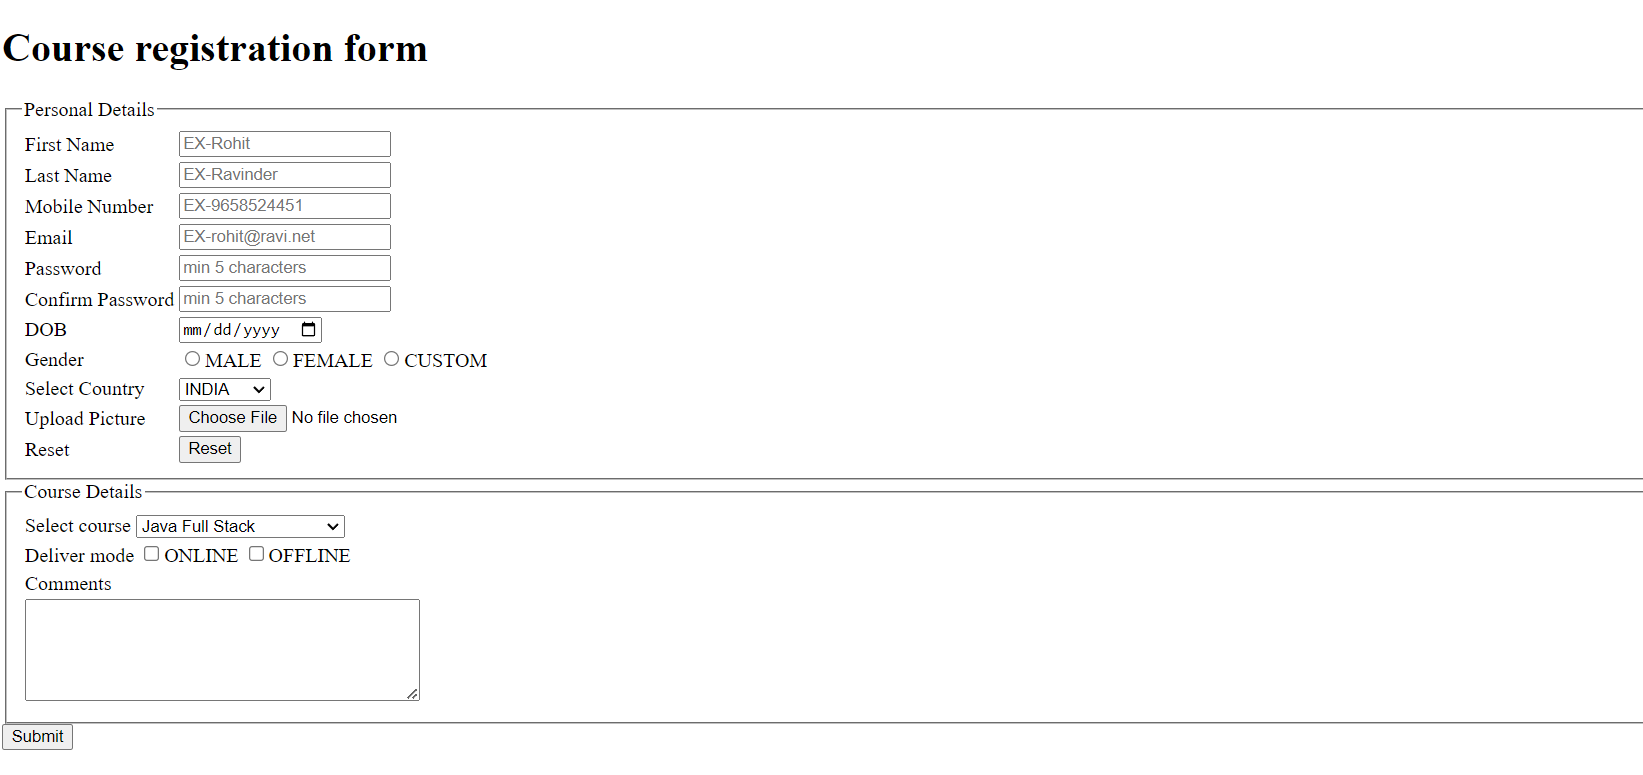 Course registration form
Personal Details
First Name EX-Rohit
Last Name EX-Ravinder
Mobile Number EX-9658524451
Email EX-rohit@ravi.net
Password min 5 characters
Confirm Password min 5 characters
DOB mm/dd/yyyy
Gender MALE FEMALE CUSTOM
Select Country INDIA
Upload Picture Choose File No file chosen
Reset Reset
Course Details
Select course Java Full Stack
Deliver mode ONLINE OFFLINE
Comments
Submit